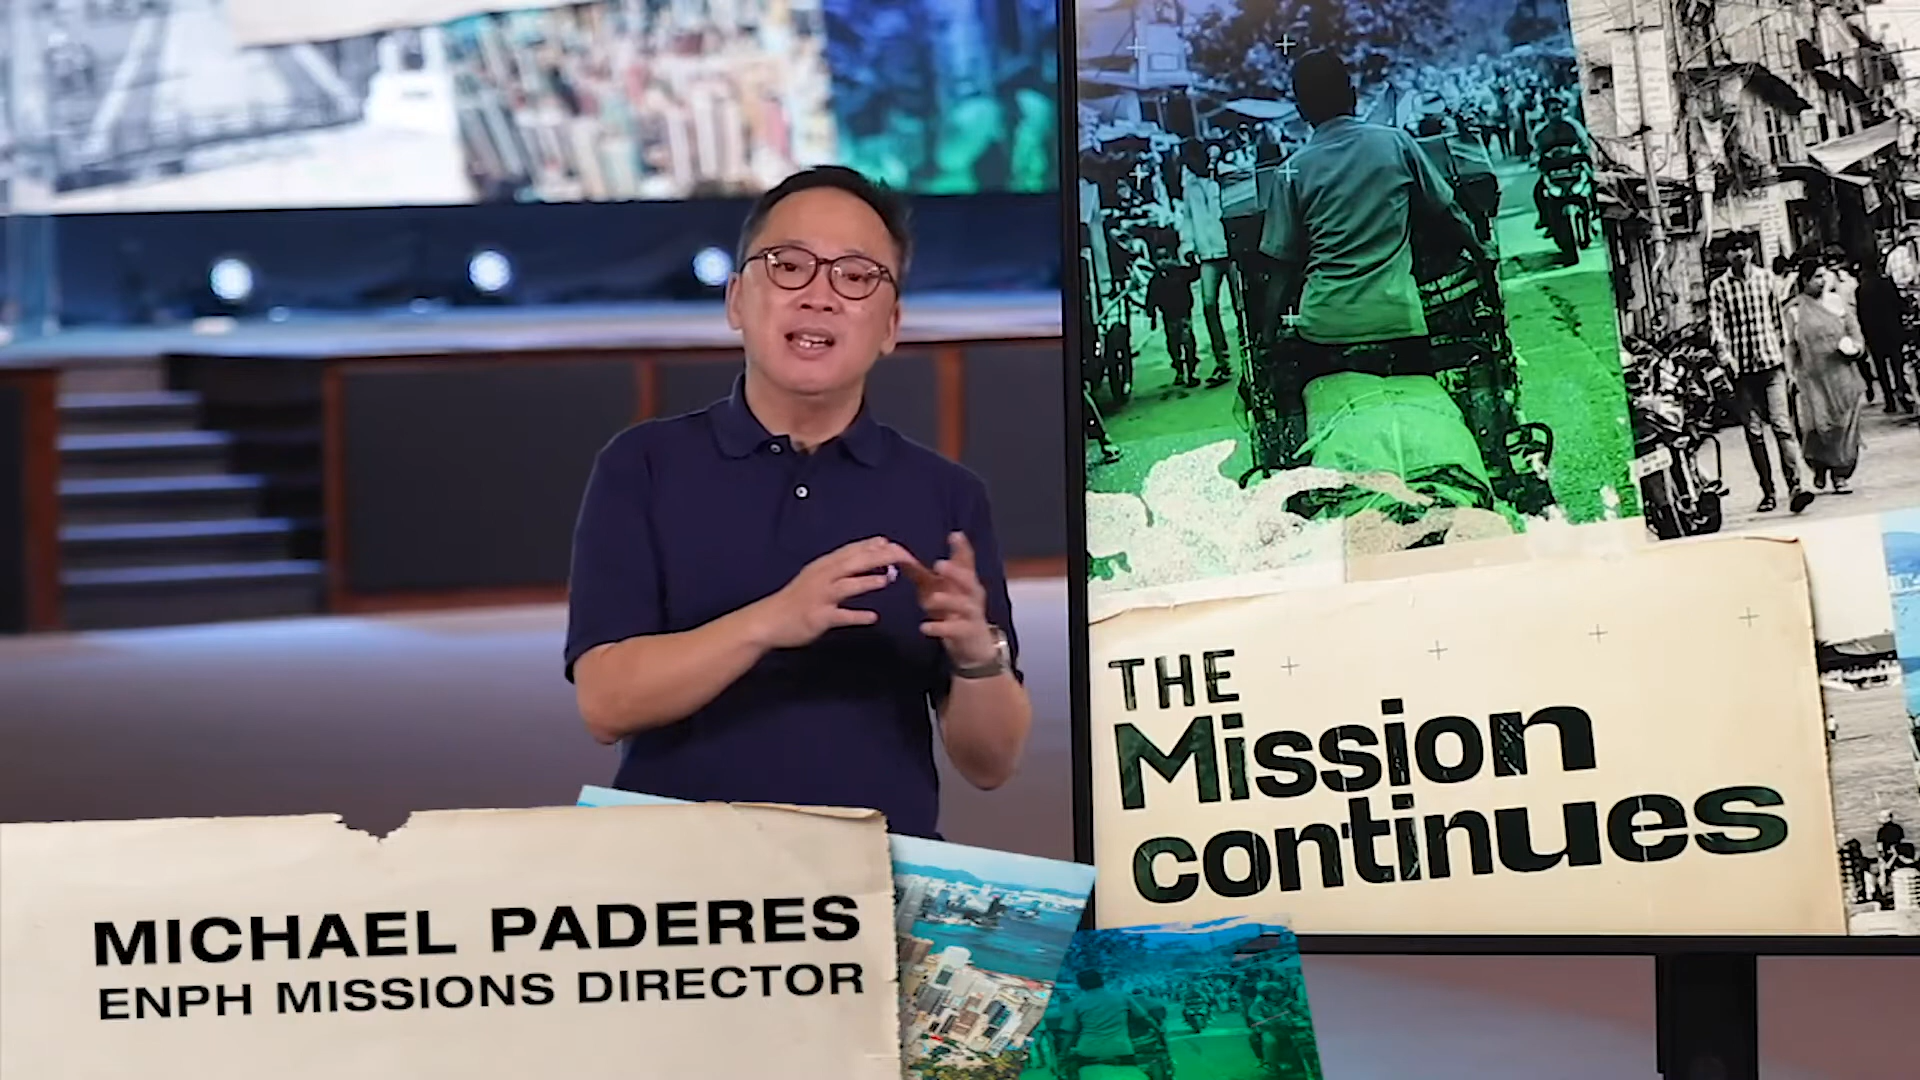 THE
Mission
continues
MICHAEL PADERES
ENPH MISSIONS DIRECTOR